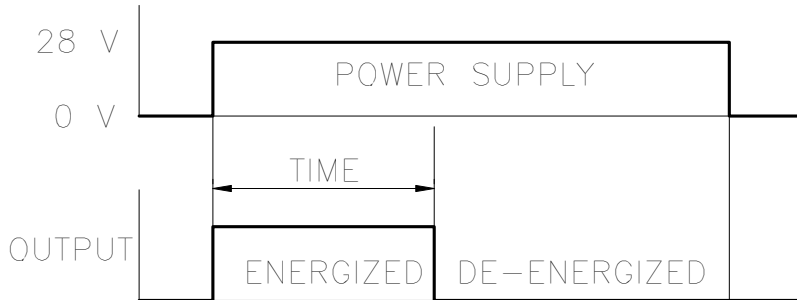 28 V
POWER SUPPLY
0 V
TIME
OUTPUT
ENERGIZED
DE-ENERGIZED